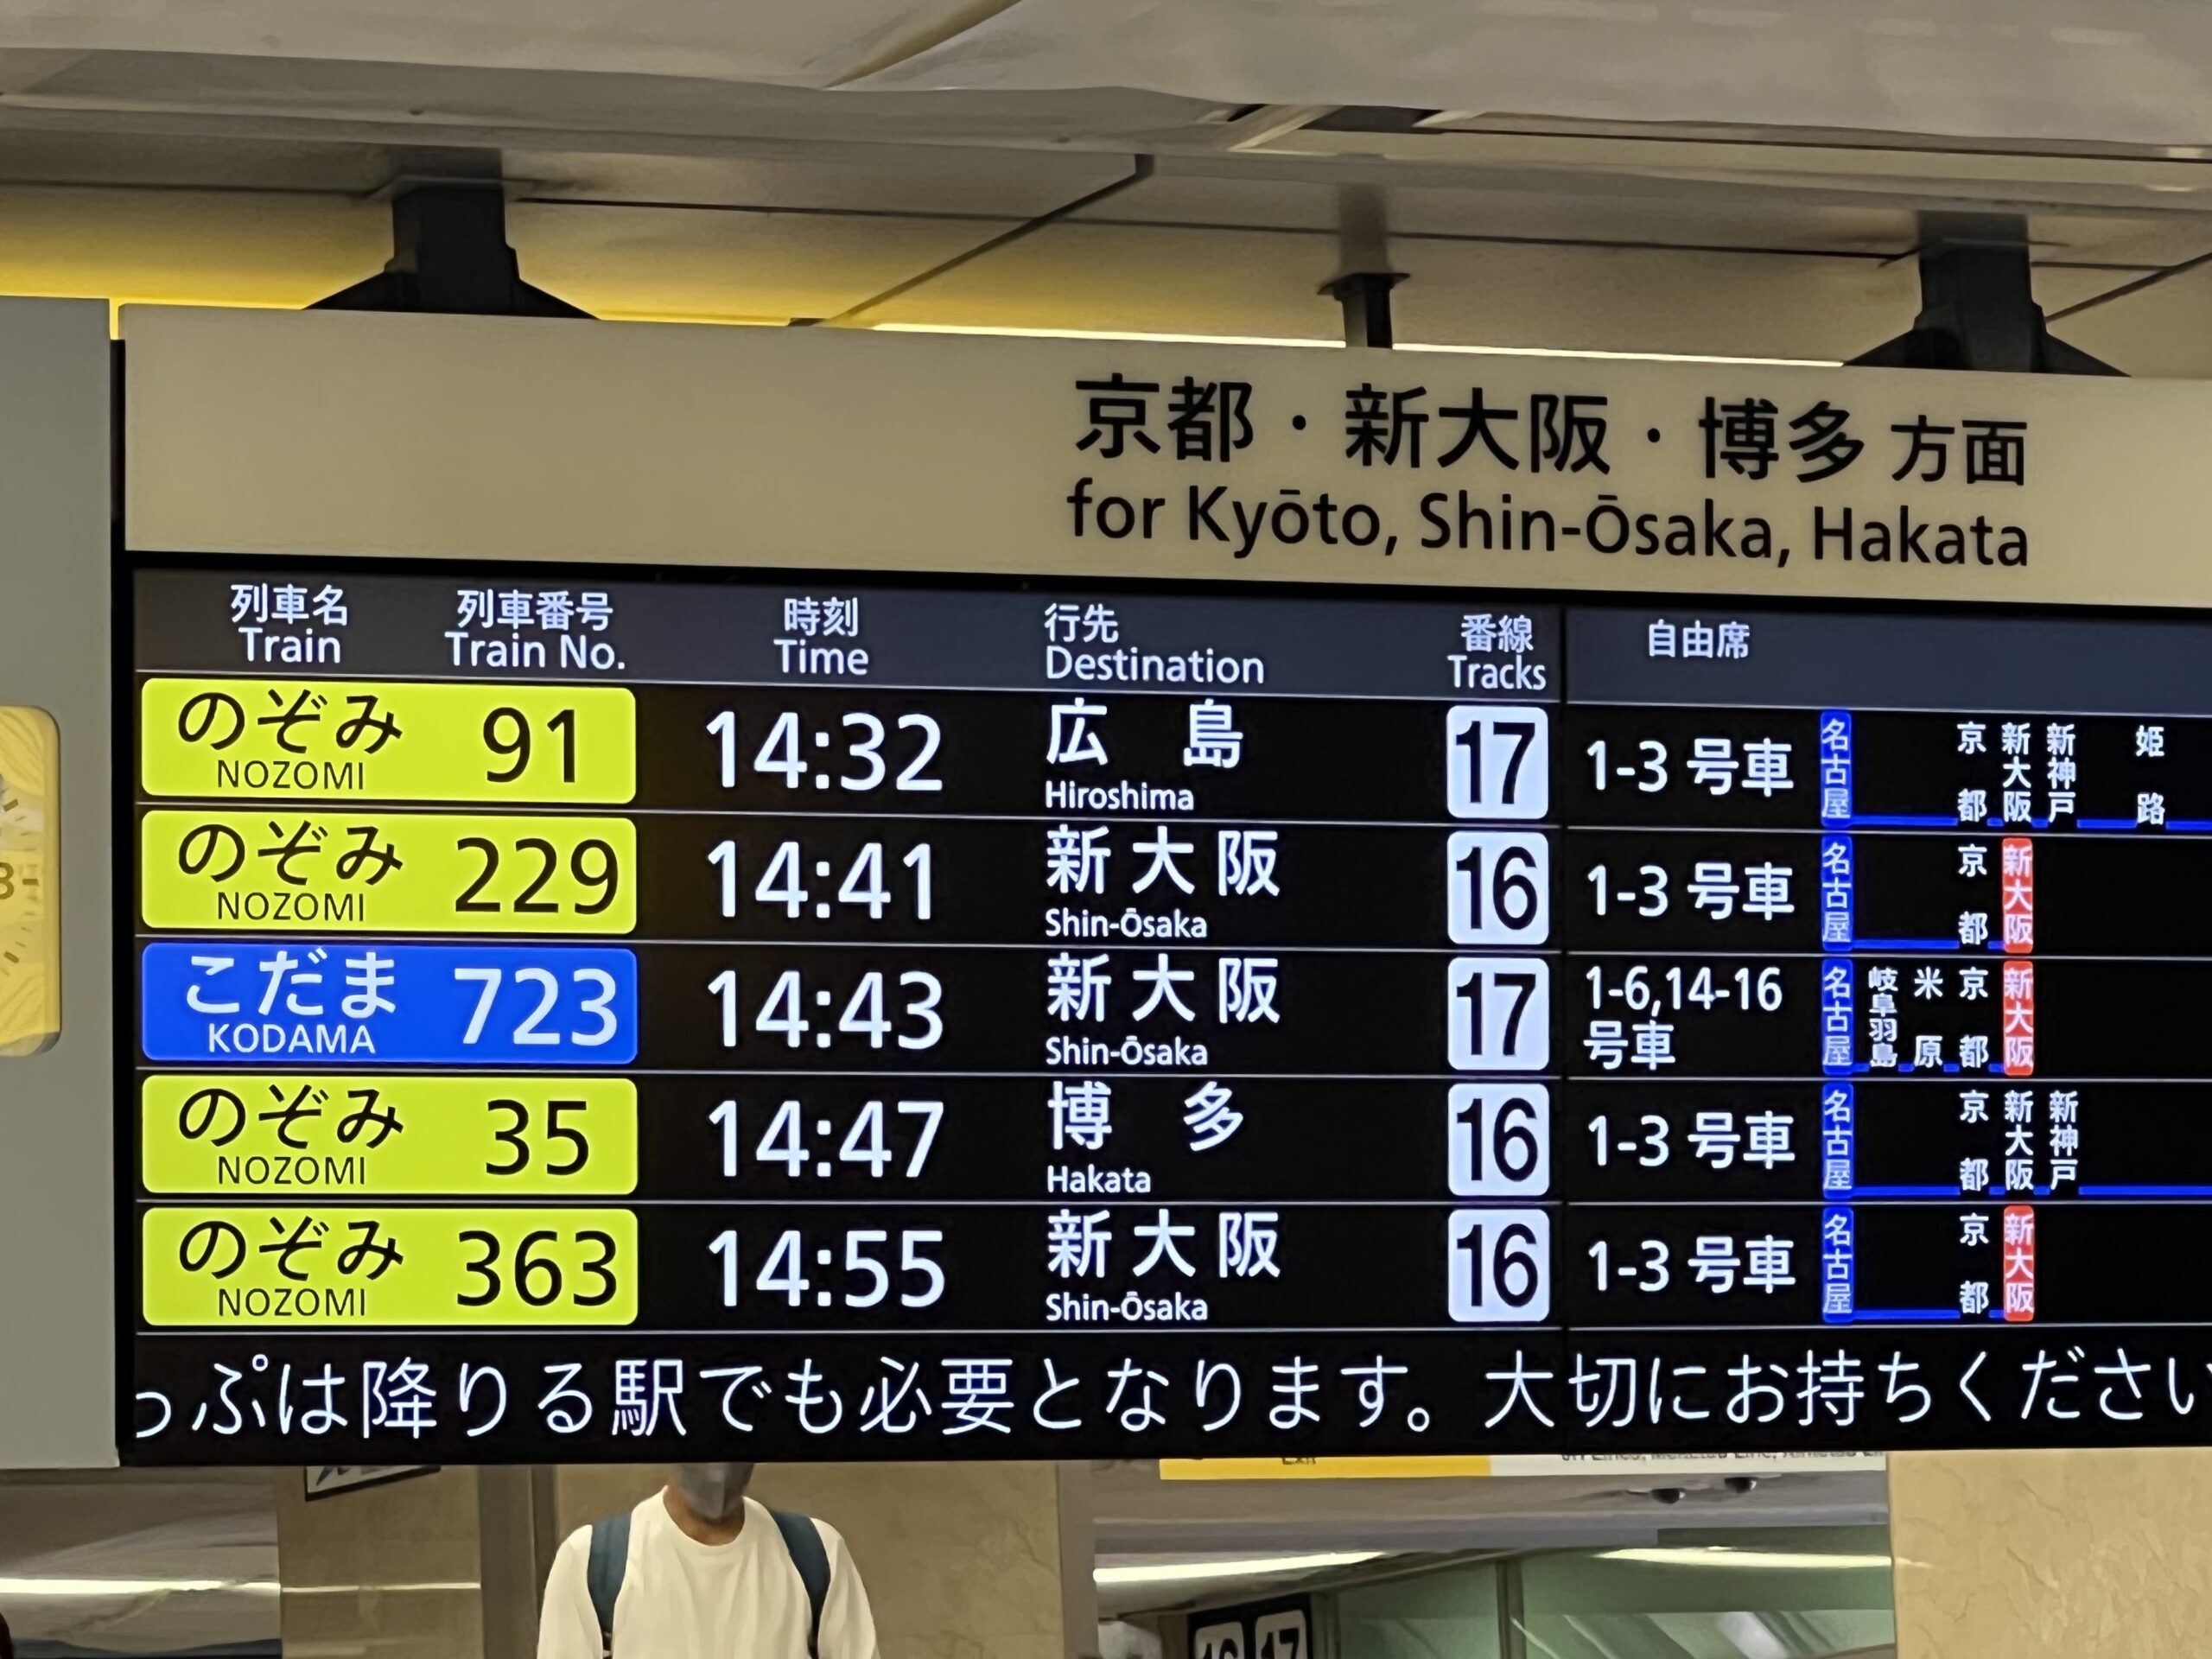 京都・新大阪・博多 方面
for Kyōto, Shin-Ōsaka, Hakata
列車名 列車番号 時刻 行先 番線 自由席
Train Train No. Time Destination Tracks
のぞみ 91 14:32 広島 17 1-3 号車 名古屋 京都 新大阪 新神戸 姫路
NOZOMI Hiroshima
のぞみ 229 14:41 新大阪 16 1-3 号車 名古屋 京都 新大阪
NOZOMI Shin-Ōsaka
こだま 723 14:43 新大阪 17 1-6,14-16 号車 名古屋 岐阜羽島 米原 京都 新大阪
KODAMA Shin-Ōsaka
のぞみ 35 14:47 博多 16 1-3 号車 名古屋 京都 新大阪 新神戸
NOZOMI Hakata
のぞみ 363 14:55 新大阪 16 1-3 号車 名古屋 京都 新大阪
NOZOMI Shin-Ōsaka
っぷは降りる駅でも必要となります。大切にお持ちください
16 17